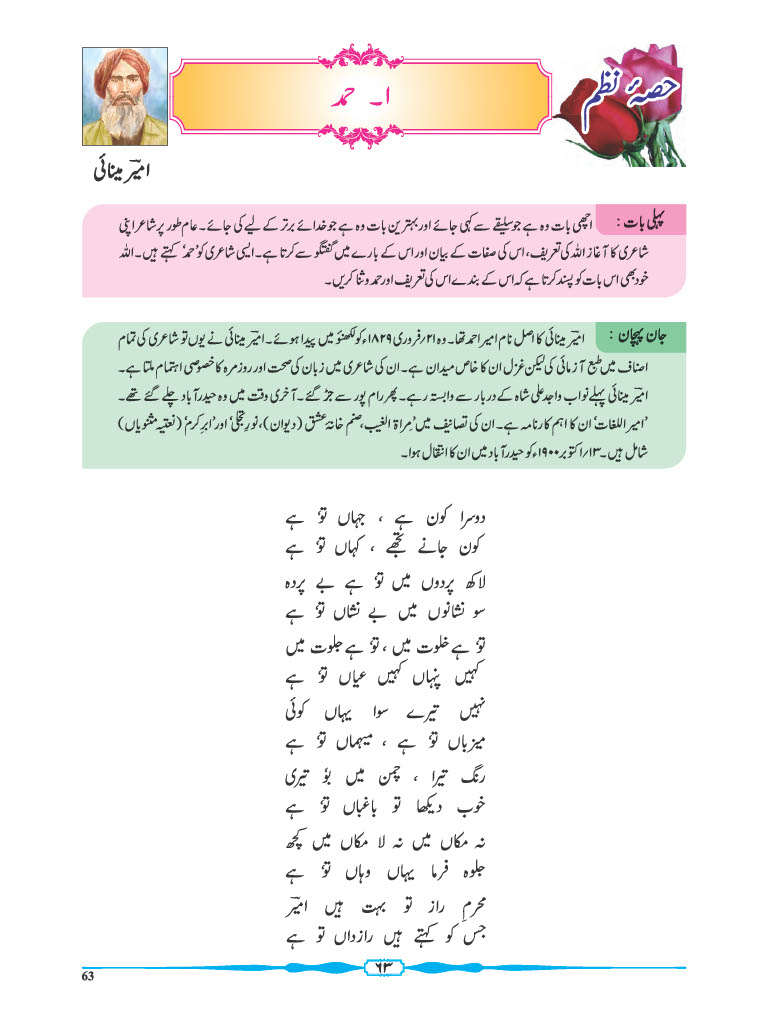 حصۂ نظم
۱۔ حمد
امیرؔ مینائی
پہلی بات : اچھی بات وہ ہے جو سلیقے سے کہی جائے اور بہترین بات وہ ہے جو خدائے برتر کے لیے کی جائے۔ عام طور پر شاعر اپنی
شاعری کا آغاز اللہ کی تعریف، اس کی صفات کے بیان اور اس کے بارے میں گفتگو سے کرتا ہے۔ ایسی شاعری کو ’حمد‘ کہتے ہیں۔ اللہ
خود بھی اس بات کو پسند کرتا ہے کہ اس کے بندے اس کی تعریف اور حمد و ثنا کریں۔
جان پہچان : امیرؔ مینائی کا اصل نام امیر احمد تھا۔ وہ ۲۱؍ فروری ۱۸۲۹ء کو لکھنؤ میں پیدا ہوئے۔ امیرؔ مینائی نے یوں تو شاعری کی تمام
اصناف میں طبع آزمائی کی لیکن غزل ان کا خاص میدان ہے۔ ان کی شاعری میں زبان کی صحت اور روزمرہ کا خصوصی اہتمام ملتا ہے۔
امیرؔ مینائی پہلے نواب واجد علی شاہ کے دربار سے وابستہ رہے۔ پھر رام پور سے جڑ گئے۔ آخری وقت میں وہ حیدرآباد چلے گئے تھے۔
’امیر اللغات‘ ان کا اہم کارنامہ ہے۔ ان کی تصانیف میں ’مراۃ الغیب، صنم خانۂ عشق (دیوان)، نورِ تجلّی‘ اور ’ابرِ کرم‘ (نعتیہ مثنویاں)
شامل ہیں۔ ۱۳؍ اکتوبر ۱۹۰۰ء کو حیدرآباد میں ان کا انتقال ہوا۔
دوسرا کون ہے ، جہاں توٗ ہے
کون جانے تجھے ، کہاں توٗ ہے
لاکھ پردوں میں توٗ ہے بے پردہ
سو نشانوں میں بے نشاں توٗ ہے
توٗ ہے خلوت میں ، توٗ ہے جلوت میں
کہیں پنہاں کہیں عیاں توٗ ہے
نہیں تیرے سوا یہاں کوئی
میزباں توٗ ہے ، میہماں توٗ ہے
رنگ تیرا ، چمن میں بوٗ تیری
خوب دیکھا تو باغباں توٗ ہے
نہ مکاں میں نہ لا مکاں میں کچھ
جلوہ فرما یہاں وہاں توٗ ہے
محرمِ راز تو بہت ہیں امیرؔ
جس کو کہتے ہیں رازداں تو ہے
۶۳
63